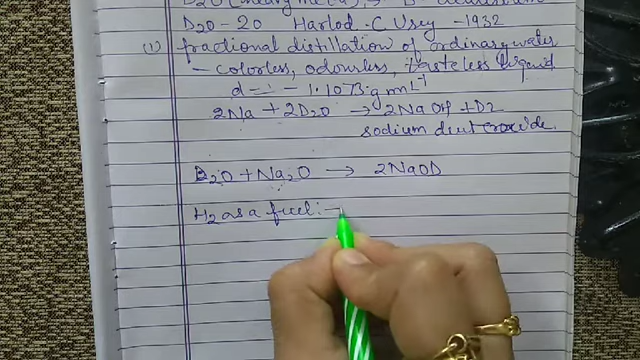 D2O - 20 Harlod. C Urey - 1932
(1) fractional distillation of ordinary water
- colorless, odourless, tasteless liquid
d = - 1.1073 g mL⁻¹
2Na + 2D2O → 2NaOH + D2
sodium deuteroxide.
D2O + Na2O → 2NaOD
H2 as a fuel :-